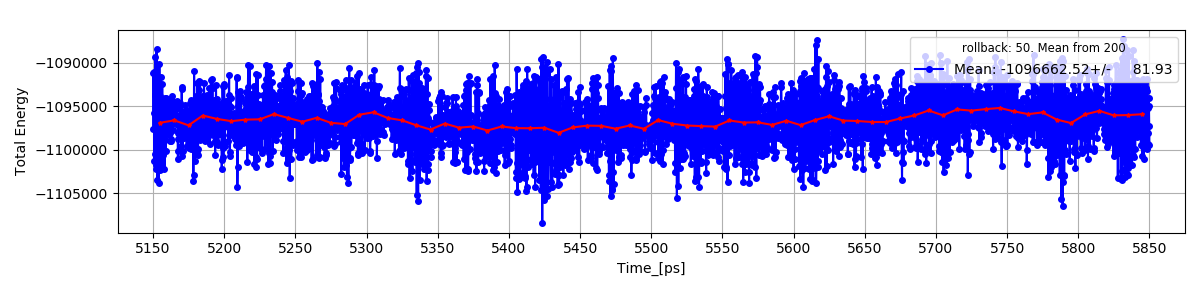 rollback: 50. Mean from 200
Mean: -1096662.52+/- 81.93
Total Energy
−1090000
−1095000
−1100000
−1105000
5150 5200 5250 5300 5350 5400 5450 5500 5550 5600 5650 5700 5750 5800 5850
Time_[ps]